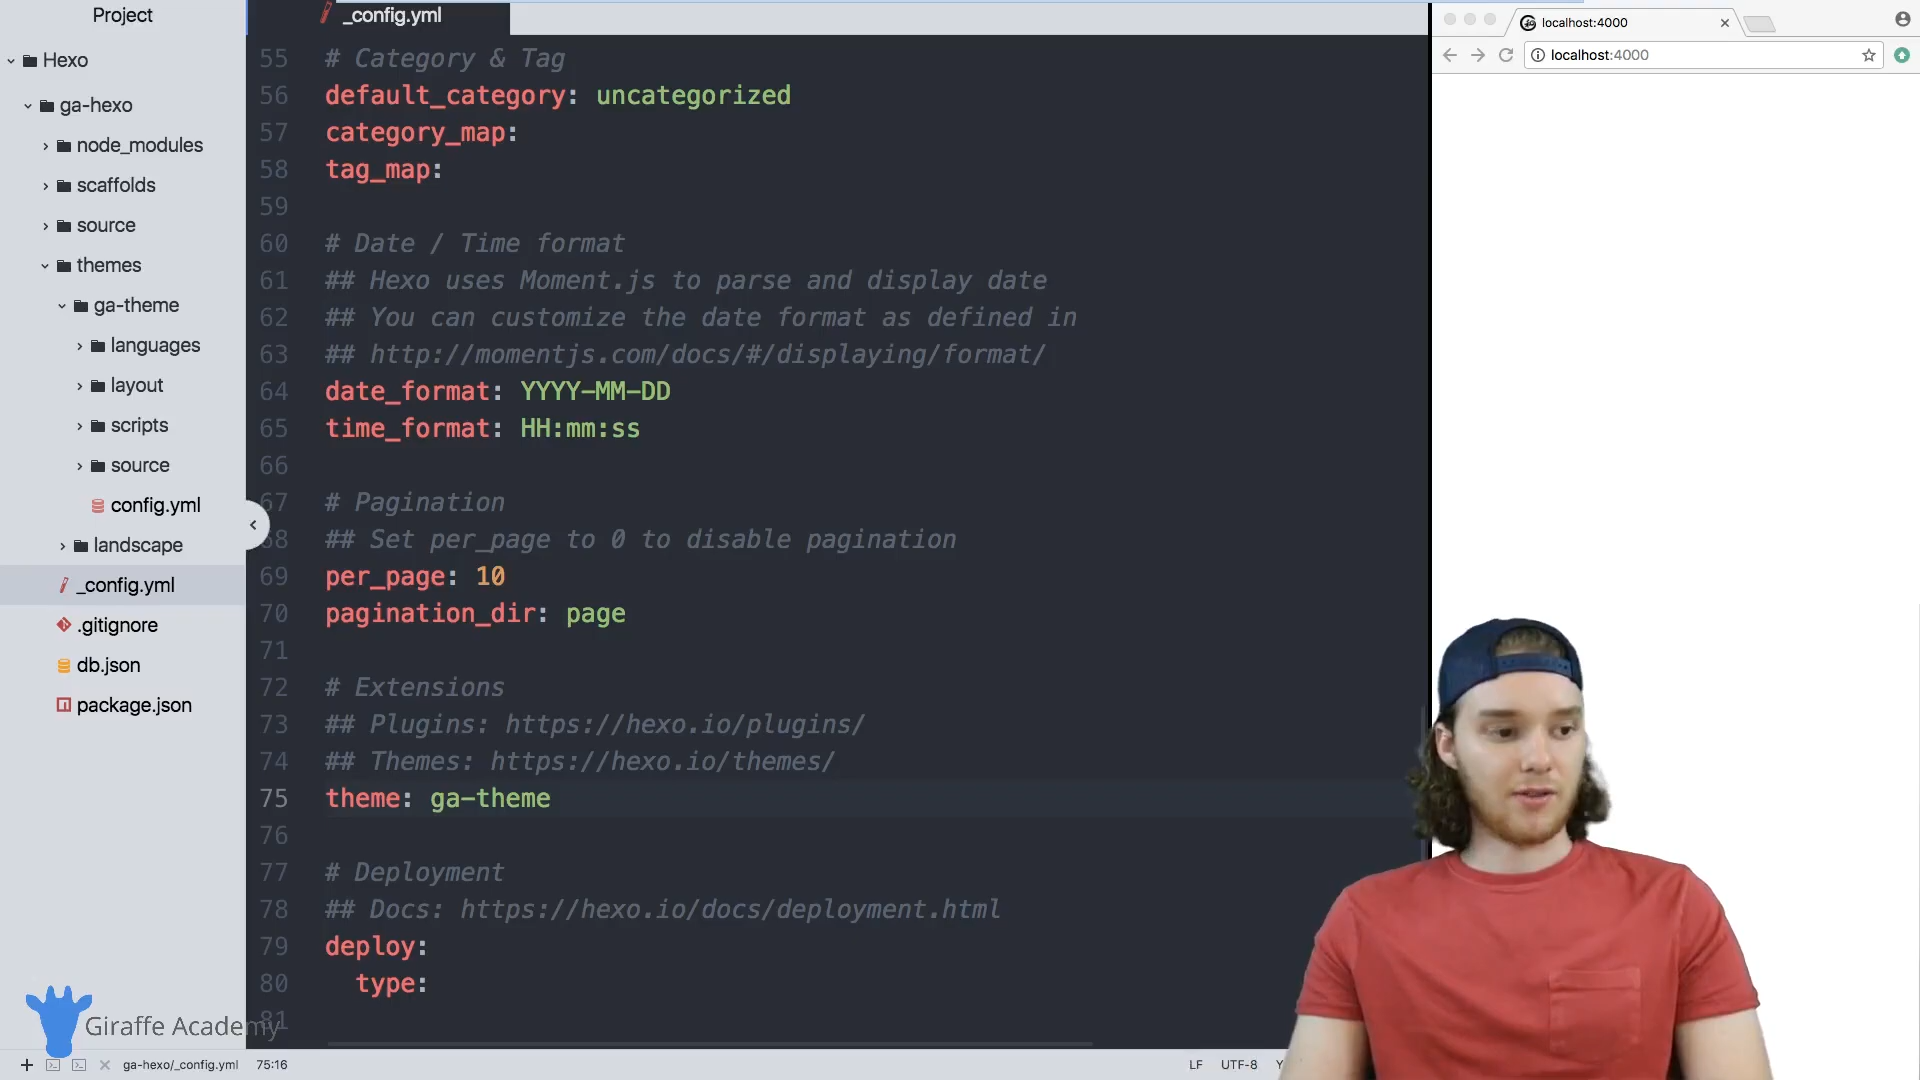 Project
Hexo
ga-hexo
node_modules
scaffolds
source
themes
ga-theme
languages
layout
scripts
source
config.yml
landscape
_config.yml
.gitignore
db.json
package.json
Giraffe Academy
_config.yml
55 # Category & Tag
56 default_category: uncategorized
57 category_map:
58 tag_map:
59
60 # Date / Time format
61 ## Hexo uses Moment.js to parse and display date
62 ## You can customize the date format as defined in
63 ## http://momentjs.com/docs/#/displaying/format/
64 date_format: YYYY-MM-DD
65 time_format: HH:mm:ss
66
67 # Pagination
68 ## Set per_page to 0 to disable pagination
69 per_page: 10
70 pagination_dir: page
71
72 # Extensions
73 ## Plugins: https://hexo.io/plugins/
74 ## Themes: https://hexo.io/themes/
75 theme: ga-theme
76
77 # Deployment
78 ## Docs: https://hexo.io/docs/deployment.html
79 deploy:
80 type:
81
ga-hexo/_config.yml 75:16
LF UTF-8 Y
localhost:4000
localhost:4000